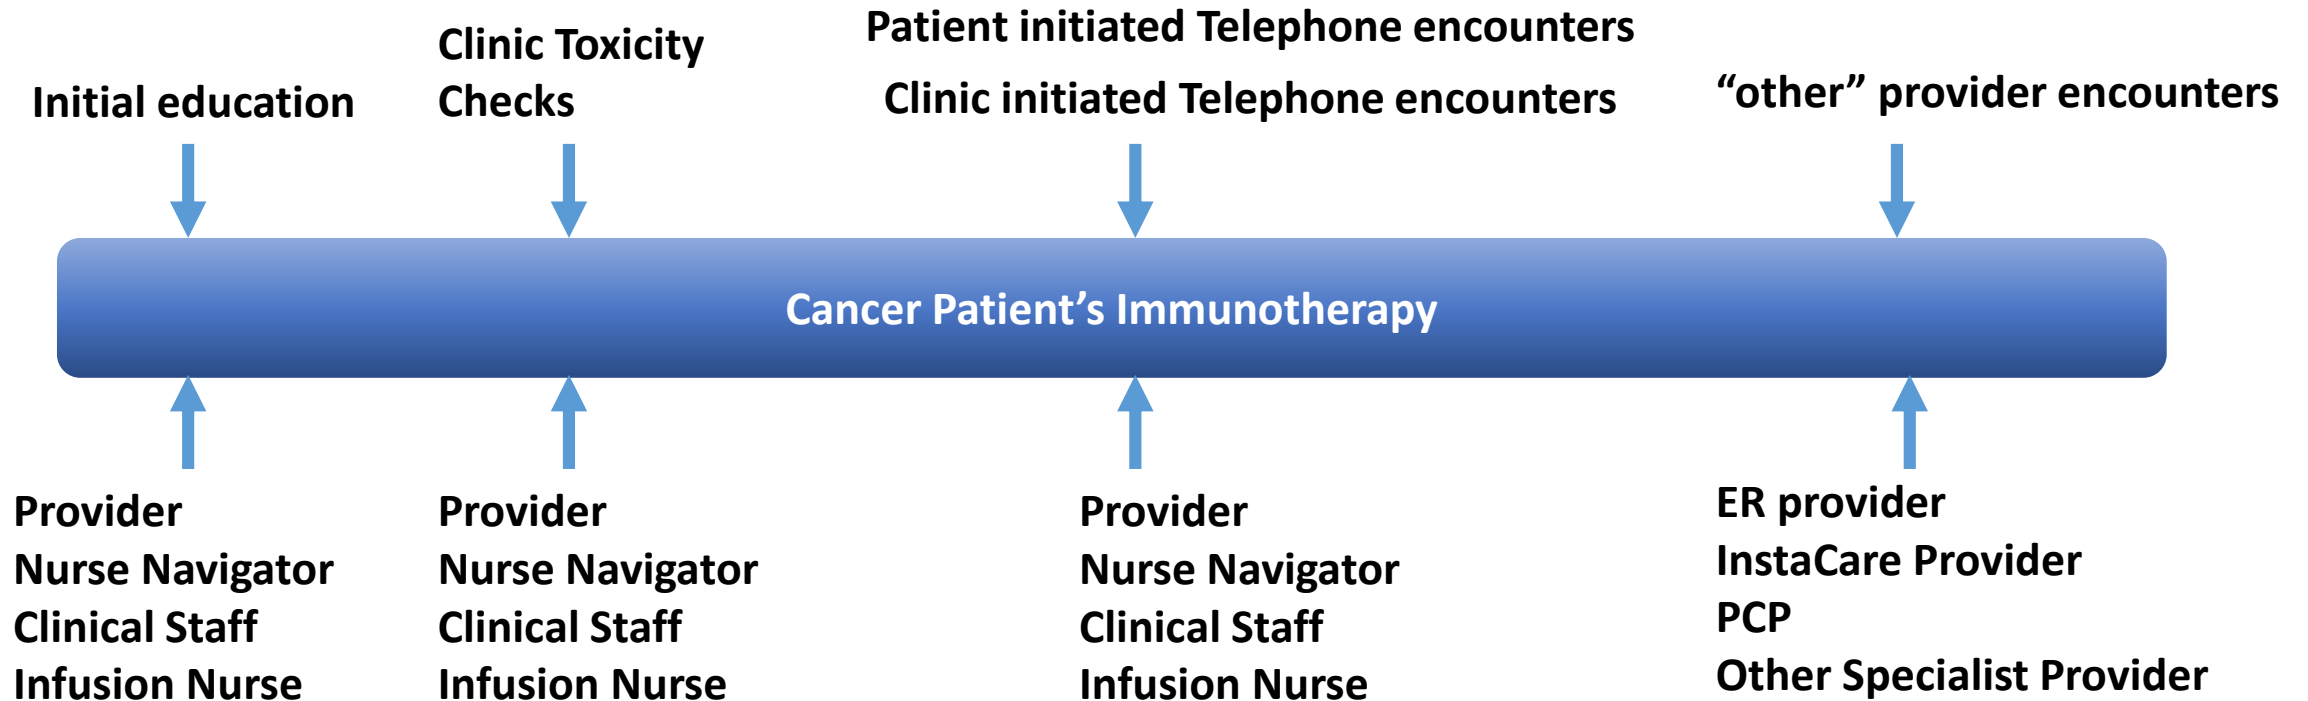 Initial education
Clinic Toxicity
Checks
Patient initiated Telephone encounters
Clinic initiated Telephone encounters
“other” provider encounters
Cancer Patient’s Immunotherapy
Provider
Nurse Navigator
Clinical Staff
Infusion Nurse
Provider
Nurse Navigator
Clinical Staff
Infusion Nurse
Provider
Nurse Navigator
Clinical Staff
Infusion Nurse
ER provider
InstaCare Provider
PCP
Other Specialist Provider